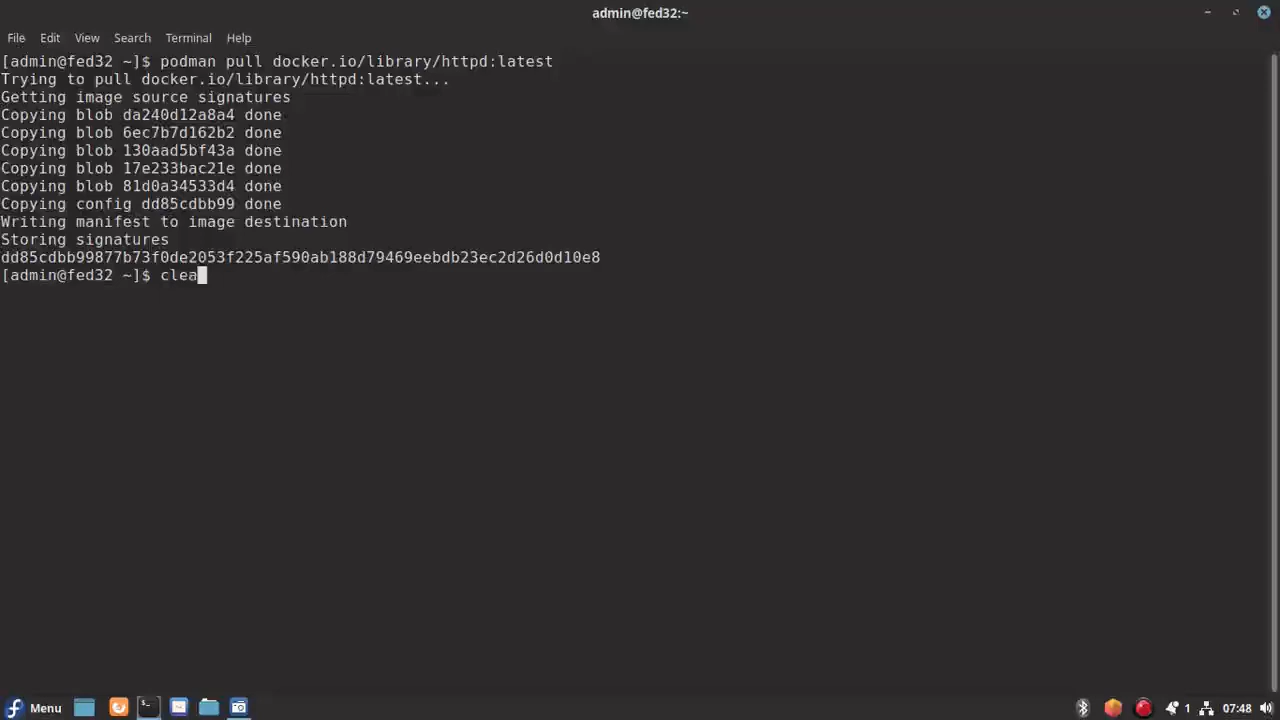 admin@fed32:~
File Edit View Search Terminal Help
[admin@fed32 ~]$ podman pull docker.io/library/httpd:latest
Trying to pull docker.io/library/httpd:latest...
Getting image source signatures
Copying blob da240d12a8a4 done
Copying blob 6ec7b7d162b2 done
Copying blob 130aad5bf43a done
Copying blob 17e233bac21e done
Copying blob 81d0a34533d4 done
Copying config dd85cdbb99 done
Writing manifest to image destination
Storing signatures
dd85cdbb99877b73f0de2053f225af590ab188d79469eebdb23ec2d26d0d10e8
[admin@fed32 ~]$ clea
Menu 1 07:48